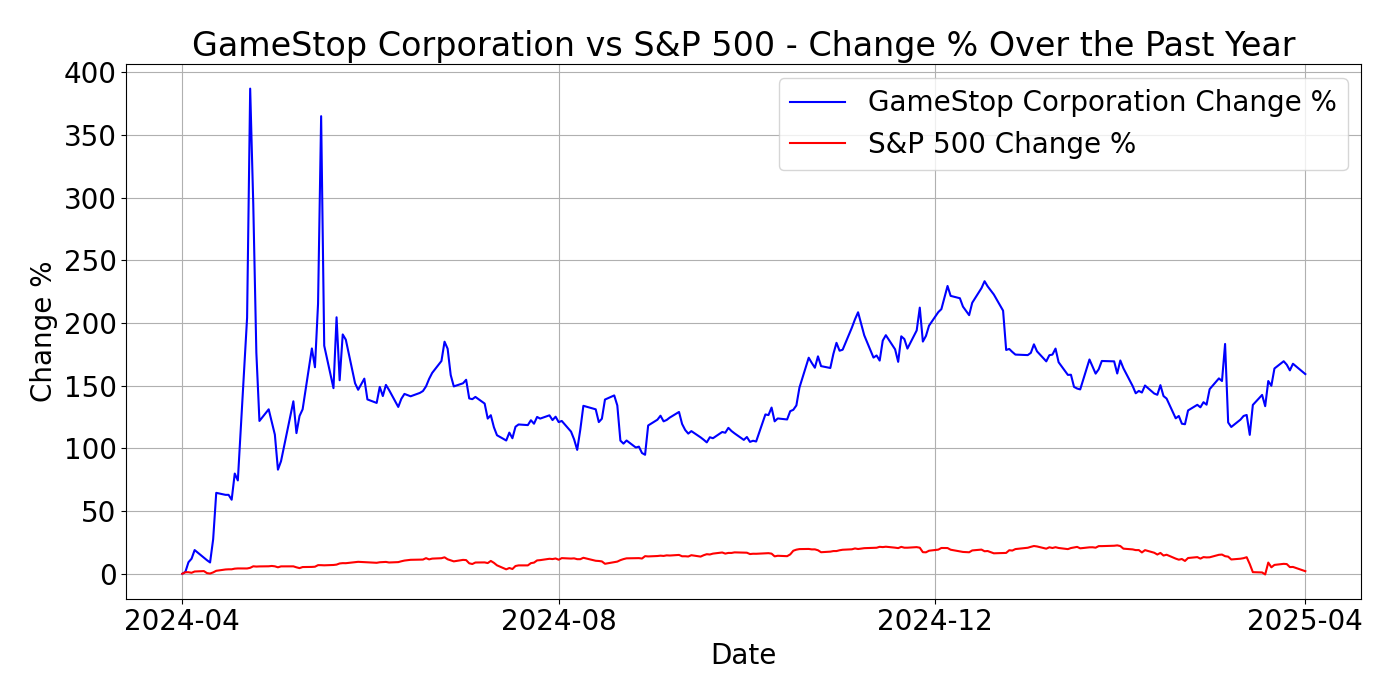 GameStop Corporation vs S&P 500 - Change % Over the Past Year
400
350
300
250
200
150
100
50
0
Change %
GameStop Corporation Change %
S&P 500 Change %
2024-04 2024-08 2024-12 2025-04
Date